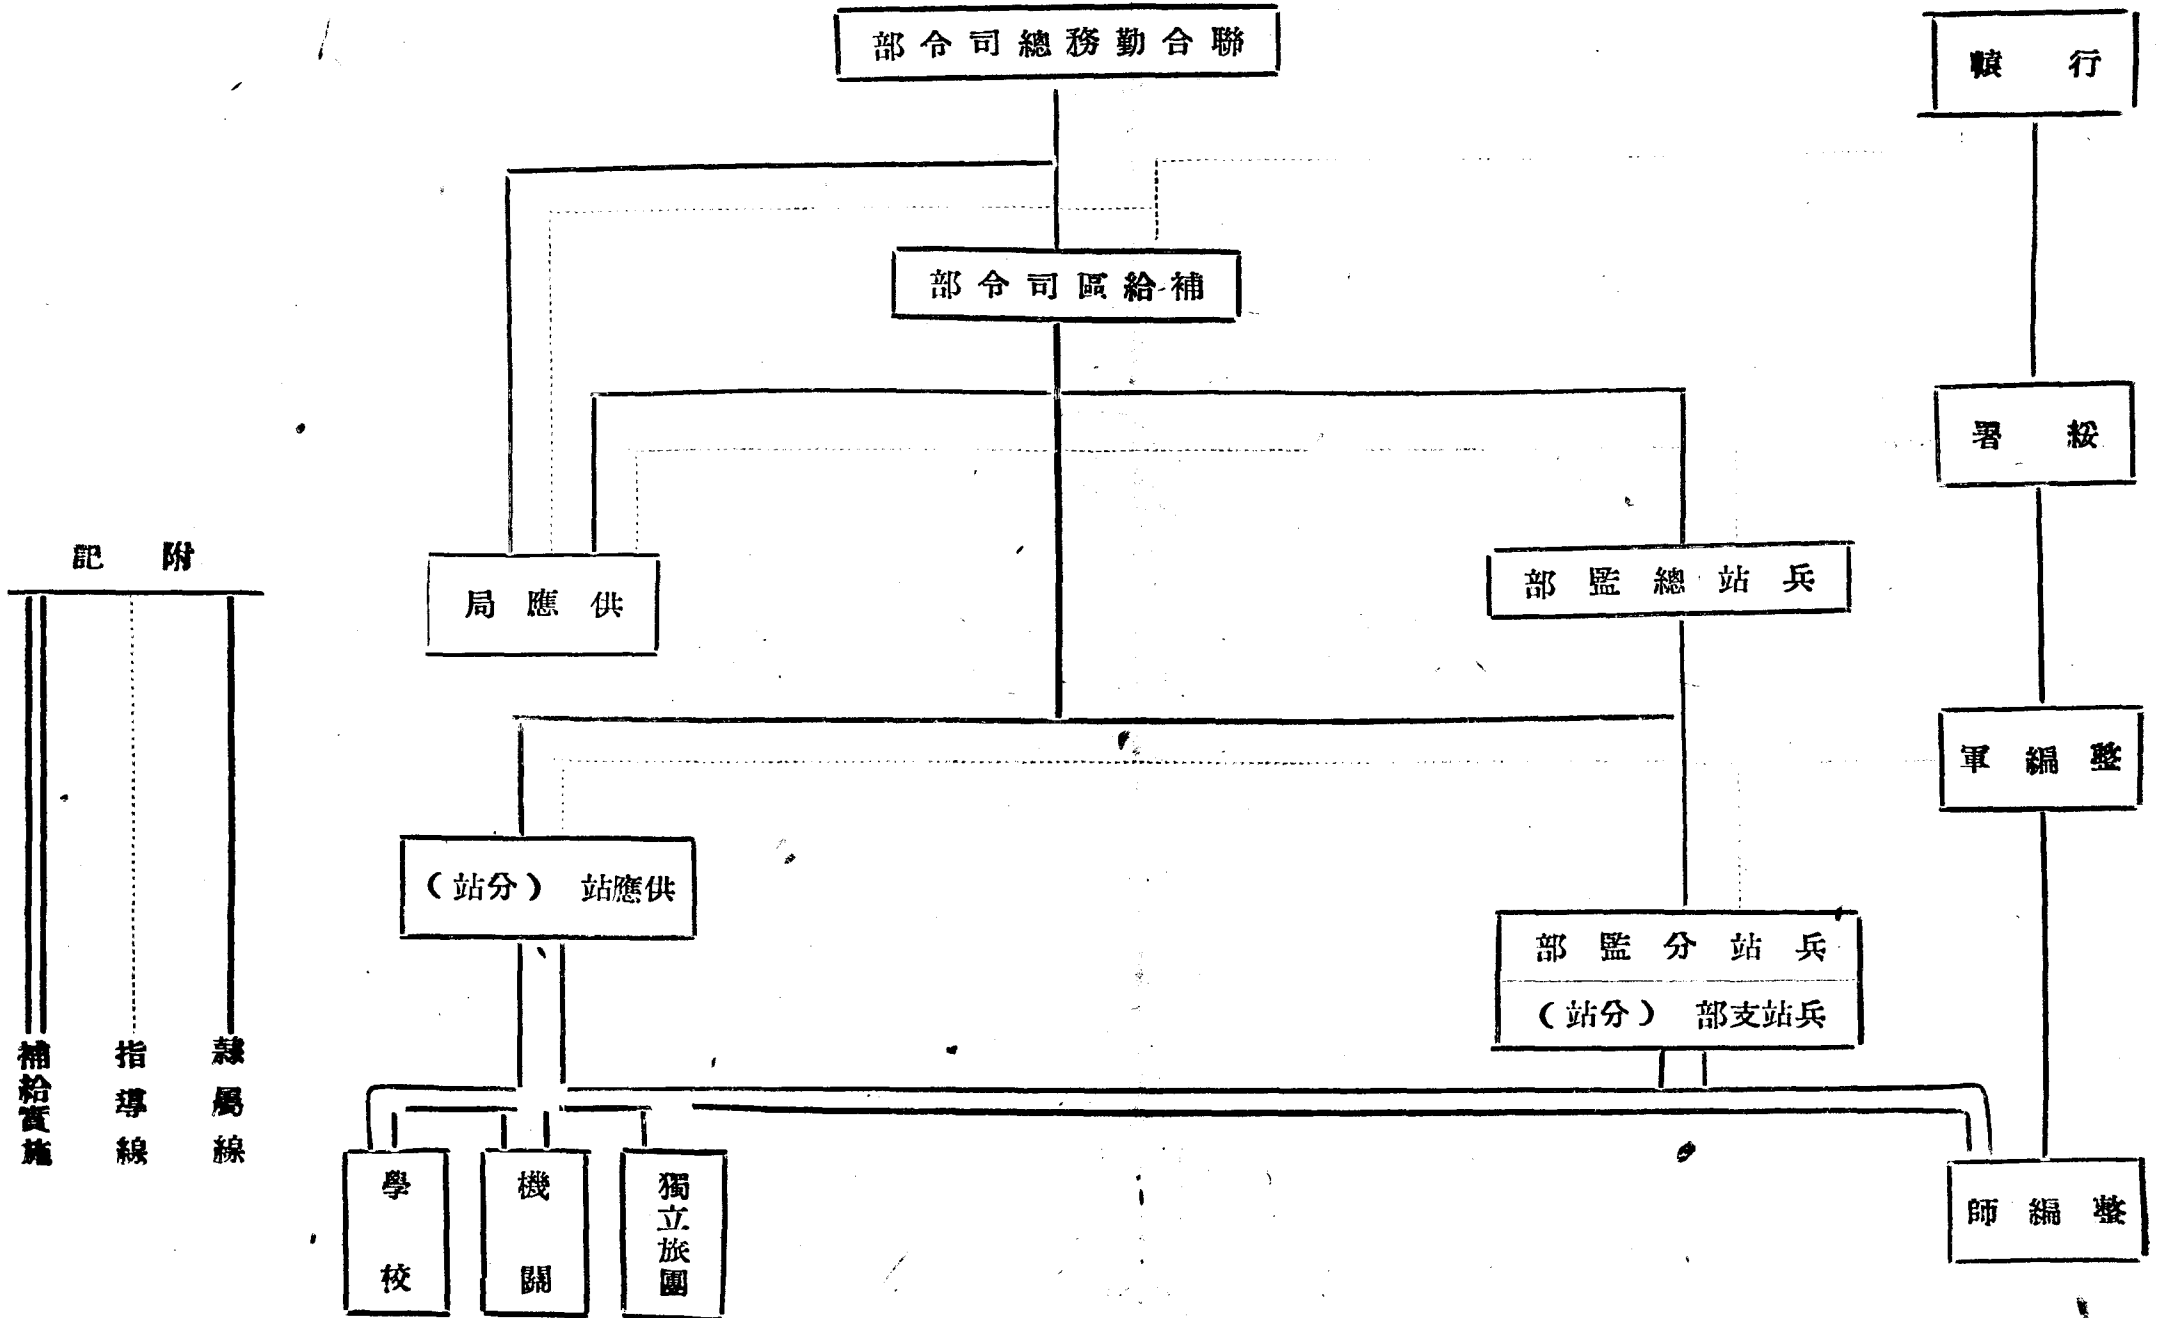 聯合勤務總司令部
行轅
補給區司令部
綏署
附記
供應局
兵站總監部
整編軍
供應站（分站）
兵站分監部
兵站支部（分站）
隸屬線
指導線
補給實施
學校
機關
獨立旅團
整編師